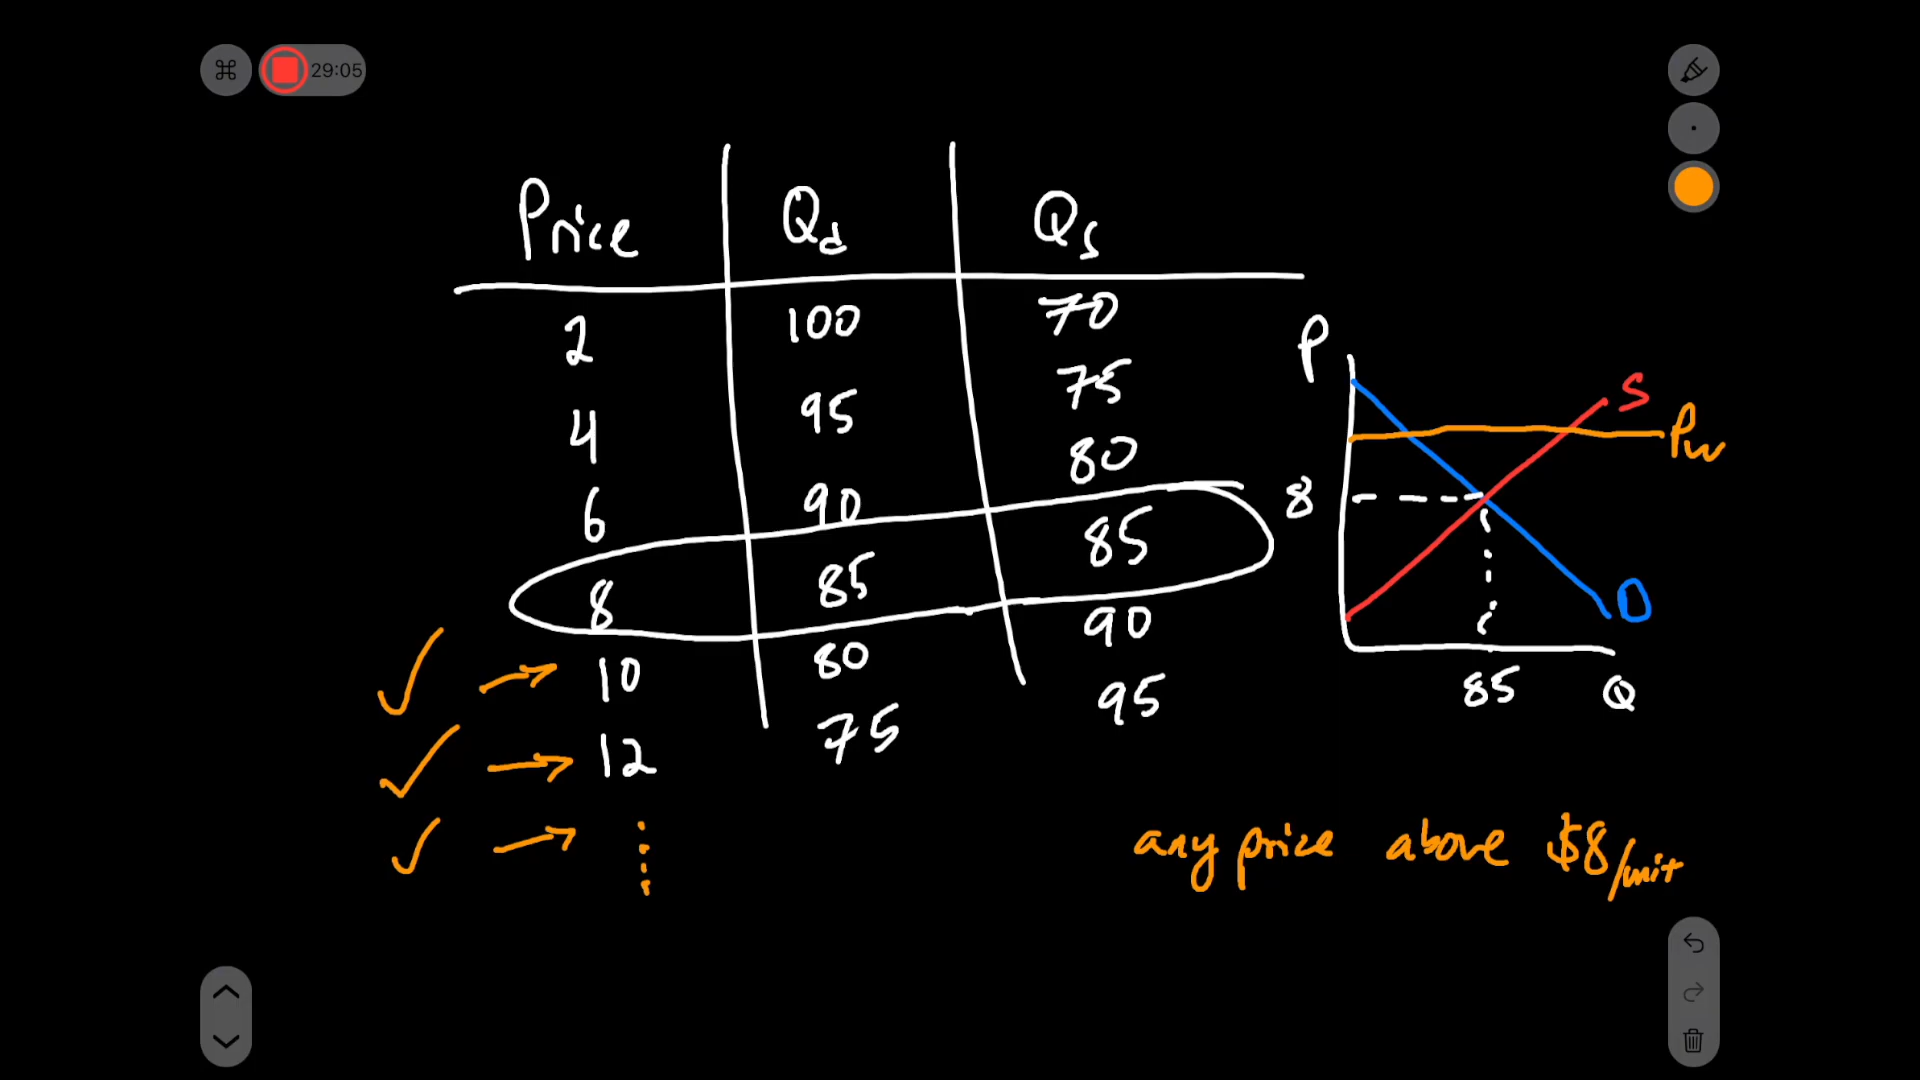 29:05
Price Qd Qs
2 100 70
4 95 75
6 90 80
8 85 85
10 80 90
12 75 95
P
S
Pw
8
D
85 Q
any price above $8/unit